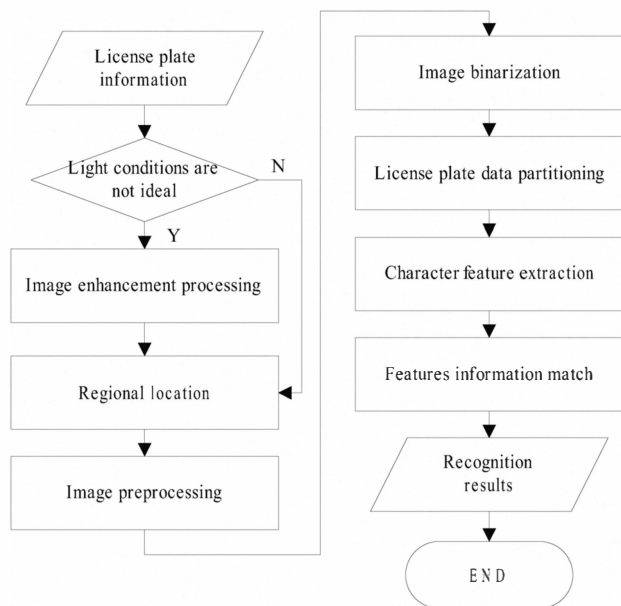 License plate
information
Light conditions are
not ideal
N
Y
Image enhancement processing
Regional location
Image preprocessing
Image binarization
License plate data partitioning
Character feature extraction
Features information match
Recognition
results
END